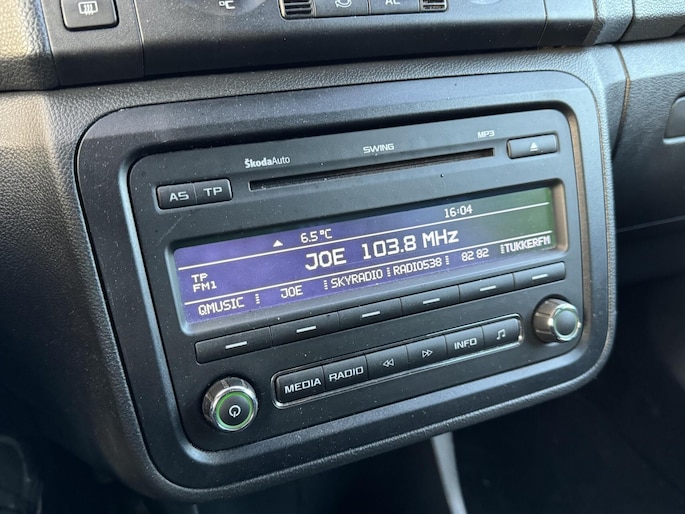 °C
AC
ŠkodaAuto
SWING
MP3
AS TP
6.5°C 16:04
JOE 103.8 MHz
TP
FM1
QMUSIC JOE SKYRADIO RADIO538 82 82 TUKKERFM
MEDIA RADIO INFO